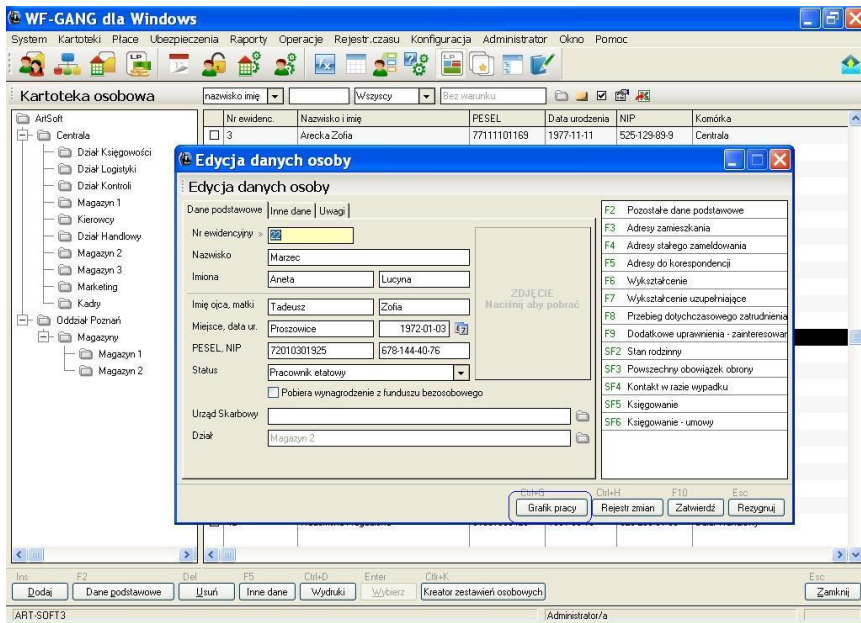 WF-GANG dla Windows
System Kartoteki Płace Ubezpieczenia Raporty Operacje Rejestr.czasu Konfiguracja Administrator Okno Pomoc
Kartoteka osobowa
nazwisko imię
Wszyscy
Bez warunku
ArtSoft
Centrala
Dział Księgowości
Dział Logistyki
Dział Kontroli
Magazyn 1
Kierowcy
Dział Handlowy
Magazyn 2
Magazyn 3
Marketing
Kadry
Oddział Poznań
Magazyny
Magazyn 1
Magazyn 2
Nr ewidenc. Nazwisko i imię PESEL Data urodzenia NIP Komórka
3 Arecka Zofia 77111101169 1977-11-11 525-129-89-9 Centrala
Edycja danych osoby
Edycja danych osoby
Dane podstawowe Inne dane Uwagi
Nr ewidencyjny » 22
Nazwisko Marzec
Imiona Aneta Lucyna
Imię ojca, matki Tadeusz Zofia
Miejsce, data ur. Proszowice 1972-01-03
PESEL, NIP 72010301925 678-144-40-76
Status Pracownik etatowy
Pobiera wynagrodzenie z funduszu bezosobowego
Urząd Skarbowy
Dział Magazyn 2
ZDJĘCIE
Naciśnij aby pobrać
F2 Pozostałe dane podstawowe
F3 Adresy zamieszkania
F4 Adresy stałego zameldowania
F5 Adresy do korespondencji
F6 Wykształcenie
F7 Wykształcenie uzupełniające
F8 Przebieg dotychczasowego zatrudnienia
F9 Dodatkowe uprawnienia - zainteresowar
SF2 Stan rodzinny
SF3 Powszechny obowiązek obrony
SF4 Kontakt w razie wypadku
SF5 Księgowanie
SF6 Księgowanie - umowy
Ctrl+G Ctrl+H F10 Esc
Grafik pracy Rejestr zmian Zatwierdź Rezygnuj
Ins F2 Del F5 Ctrl+D Enter Ctlr+K Esc
Dodaj Dane podstawowe Usuń Inne dane Wydruki Wybierz Kreator zestawień osobowych Zamknij
ART-SOFT3 Administrator/a